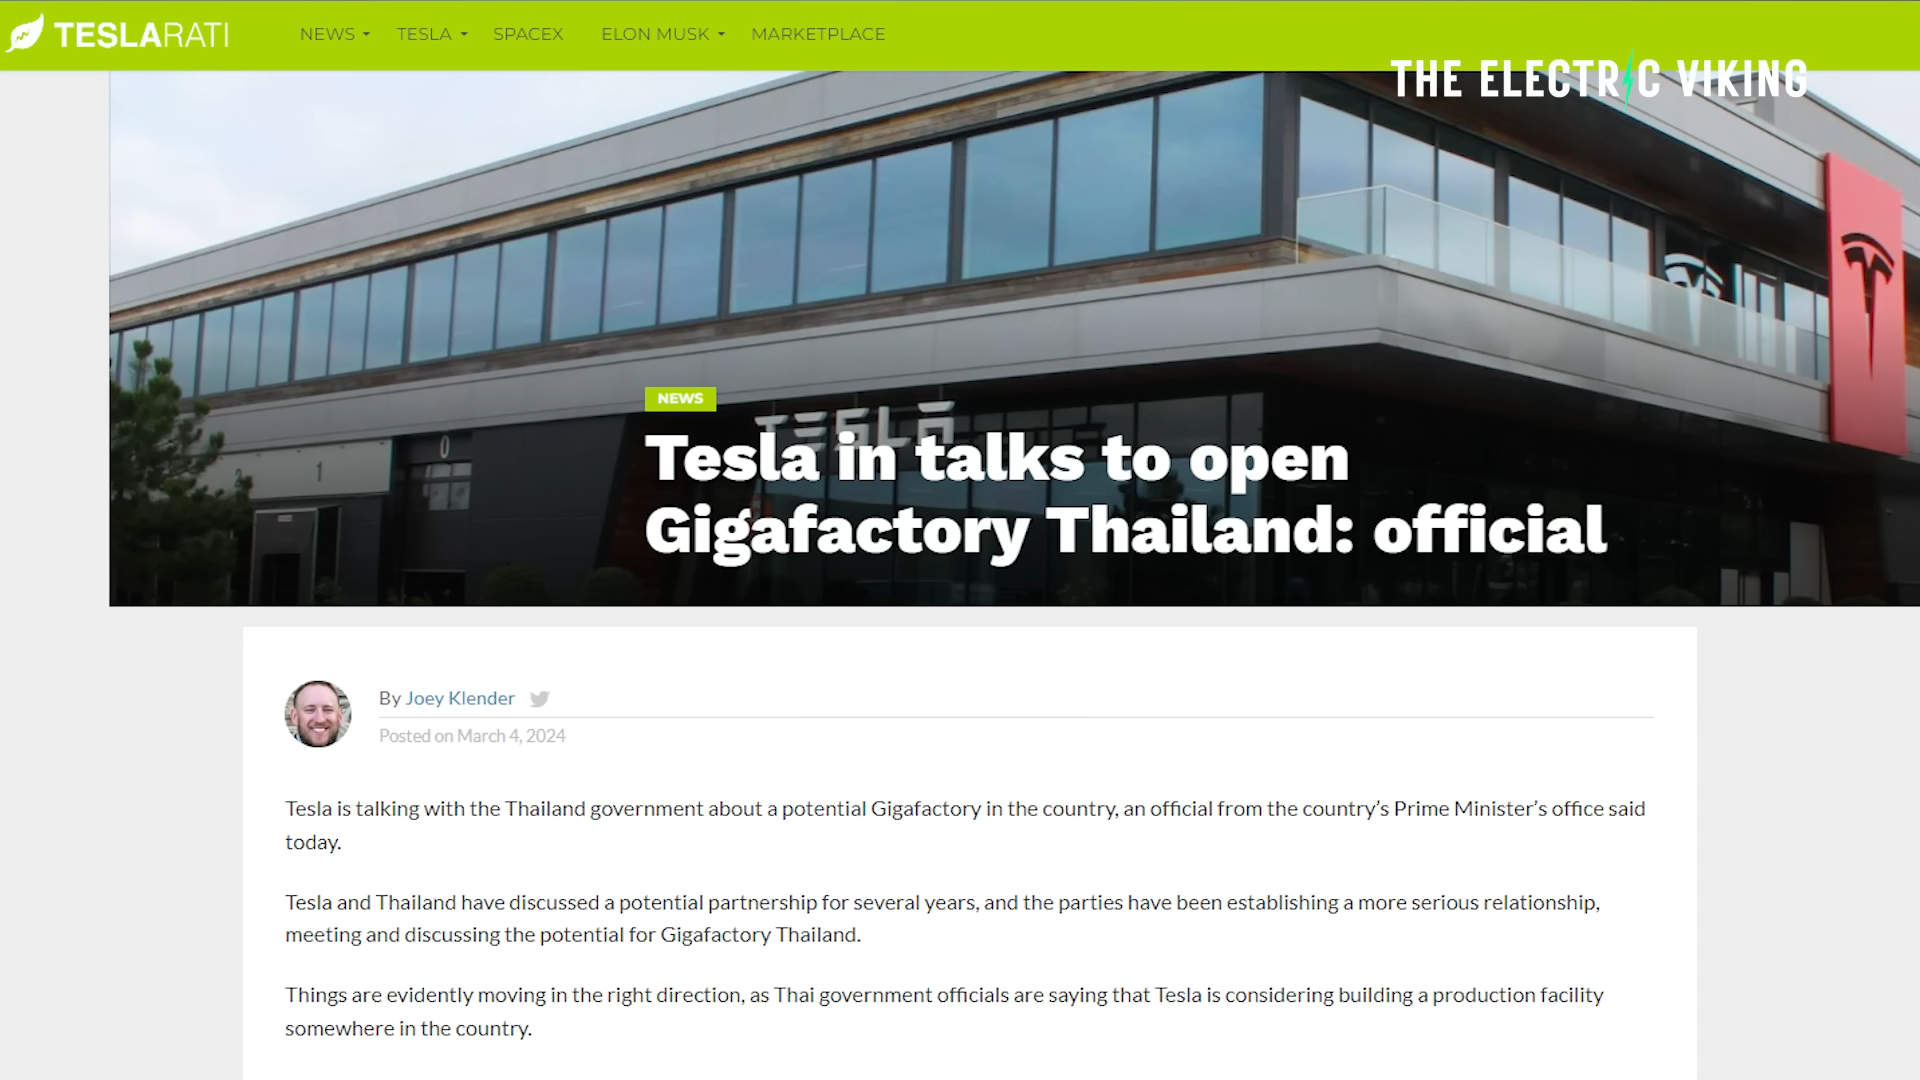 TESLARATI
NEWS TESLA SPACEX ELON MUSK MARKETPLACE
THE ELECTRIC VIKING
NEWS
TESLA
Tesla in talks to open
Gigafactory Thailand: official
0
1
2
By Joey Klender
Posted on March 4, 2024
Tesla is talking with the Thailand government about a potential Gigafactory in the country, an official from the country’s Prime Minister’s office said
today.
Tesla and Thailand have discussed a potential partnership for several years, and the parties have been establishing a more serious relationship,
meeting and discussing the potential for Gigafactory Thailand.
Things are evidently moving in the right direction, as Thai government officials are saying that Tesla is considering building a production facility
somewhere in the country.